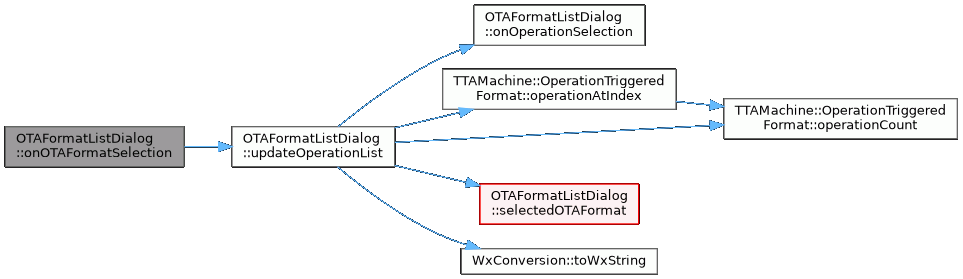 OTAFormatListDialog
::onOTAFormatSelection
OTAFormatListDialog
::updateOperationList
OTAFormatListDialog
::onOperationSelection
TTAMachine::OperationTriggered
Format::operationAtIndex
TTAMachine::OperationTriggered
Format::operationCount
OTAFormatListDialog
::selectedOTAFormat
WxConversion::toWxString